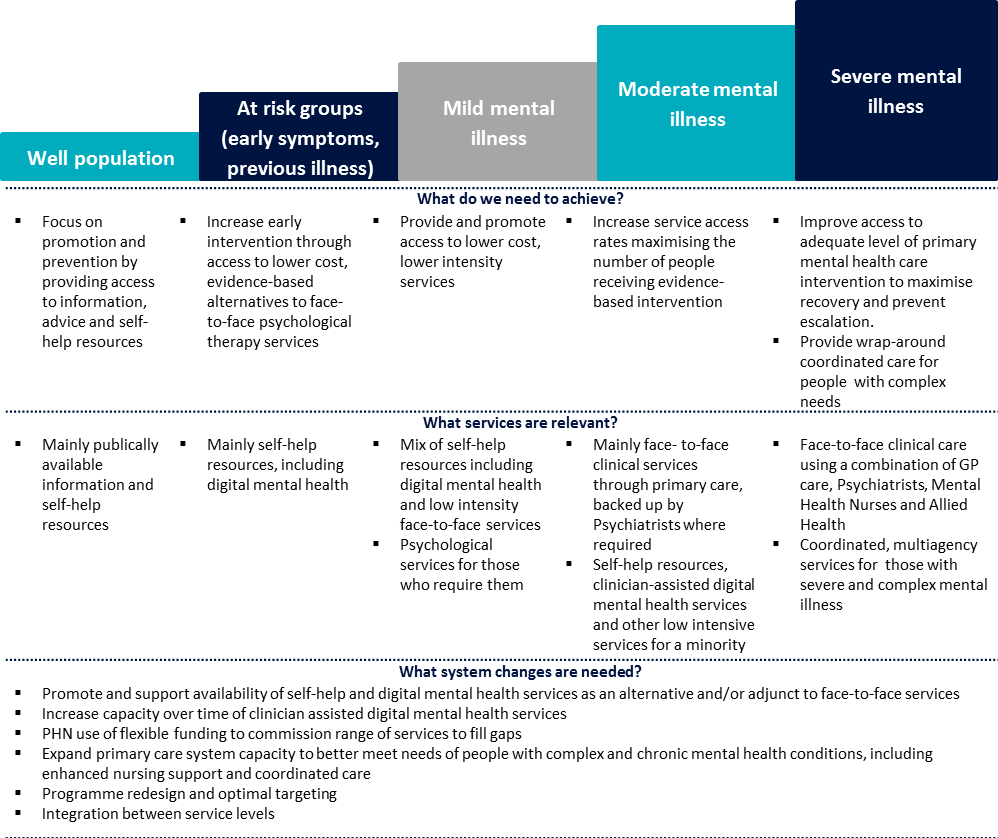 Well population
At risk groups
(early symptoms,
previous illness)
Mild mental
illness
Moderate mental
illness
Severe mental
illness
What do we need to achieve?
▪ Focus on
promotion and
prevention by
providing access
to information,
advice and self-
help resources
▪ Increase early
intervention through
access to lower cost,
evidence-based
alternatives to face-
to-face psychological
therapy services
▪ Provide and promote
access to lower cost,
lower intensity
services
▪ Increase service access
rates maximising the
number of people
receiving evidence-
based intervention
▪ Improve access to
adequate level of primary
mental health care
intervention to maximise
recovery and prevent
escalation.
▪ Provide wrap-around
coordinated care for
people with complex
needs
What services are relevant?
▪ Mainly publically
available
information and
self-help
resources
▪ Mainly self-help
resources, including
digital mental health
▪ Mix of self-help
resources including
digital mental health
and low intensity
face-to-face services
▪ Psychological
services for those
who require them
▪ Mainly face- to-face
clinical services
through primary care,
backed up by
Psychiatrists where
required
▪ Self-help resources,
clinician-assisted digital
mental health services
and other low intensive
services for a minority
▪ Face-to-face clinical care
using a combination of GP
care, Psychiatrists, Mental
Health Nurses and Allied
Health
▪ Coordinated, multiagency
services for those with
severe and complex mental
illness
What system changes are needed?
▪ Promote and support availability of self-help and digital mental health services as an alternative and/or adjunct to face-to-face services
▪ Increase capacity over time of clinician assisted digital mental health services
▪ PHN use of flexible funding to commission range of services to fill gaps
▪ Expand primary care system capacity to better meet needs of people with complex and chronic mental health conditions, including
enhanced nursing support and coordinated care
▪ Programme redesign and optimal targeting
▪ Integration between service levels